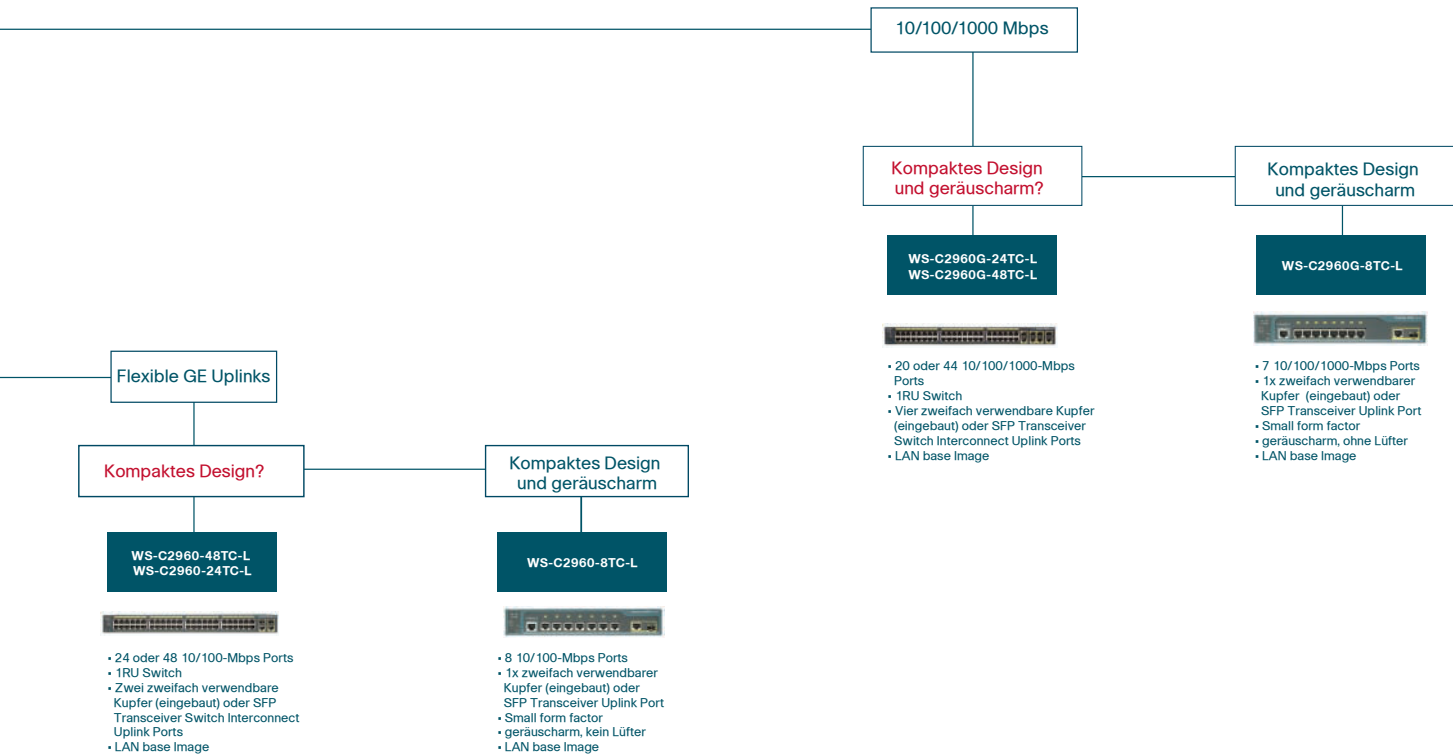 10/100/1000 Mbps
Kompaktes Design
und geräuscharm?
Kompaktes Design
und geräuscharm
WS-C2960G-24TC-L
WS-C2960G-48TC-L
WS-C2960G-8TC-L
▪ 20 oder 44 10/100/1000-Mbps
Ports
▪ 1RU Switch
▪ Vier zweifach verwendbare Kupfer
(eingebaut) oder SFP Transceiver
Switch Interconnect Uplink Ports
▪ LAN base Image
▪ 7 10/100/1000-Mbps Ports
▪ 1x zweifach verwendbarer
Kupfer (eingebaut) oder
SFP Transceiver Uplink Port
▪ Small form factor
▪ geräuscharm, ohne Lüfter
▪ LAN base Image
Flexible GE Uplinks
Kompaktes Design?
Kompaktes Design
und geräuscharm
WS-C2960-48TC-L
WS-C2960-24TC-L
WS-C2960-8TC-L
▪ 24 oder 48 10/100-Mbps Ports
▪ 1RU Switch
▪ Zwei zweifach verwendbare
Kupfer (eingebaut) oder SFP
Transceiver Switch Interconnect
Uplink Ports
▪ LAN base Image
▪ 8 10/100-Mbps Ports
▪ 1x zweifach verwendbarer
Kupfer (eingebaut) oder
SFP Transceiver Uplink Port
▪ Small form factor
▪ geräuscharm, kein Lüfter
▪ LAN base Image